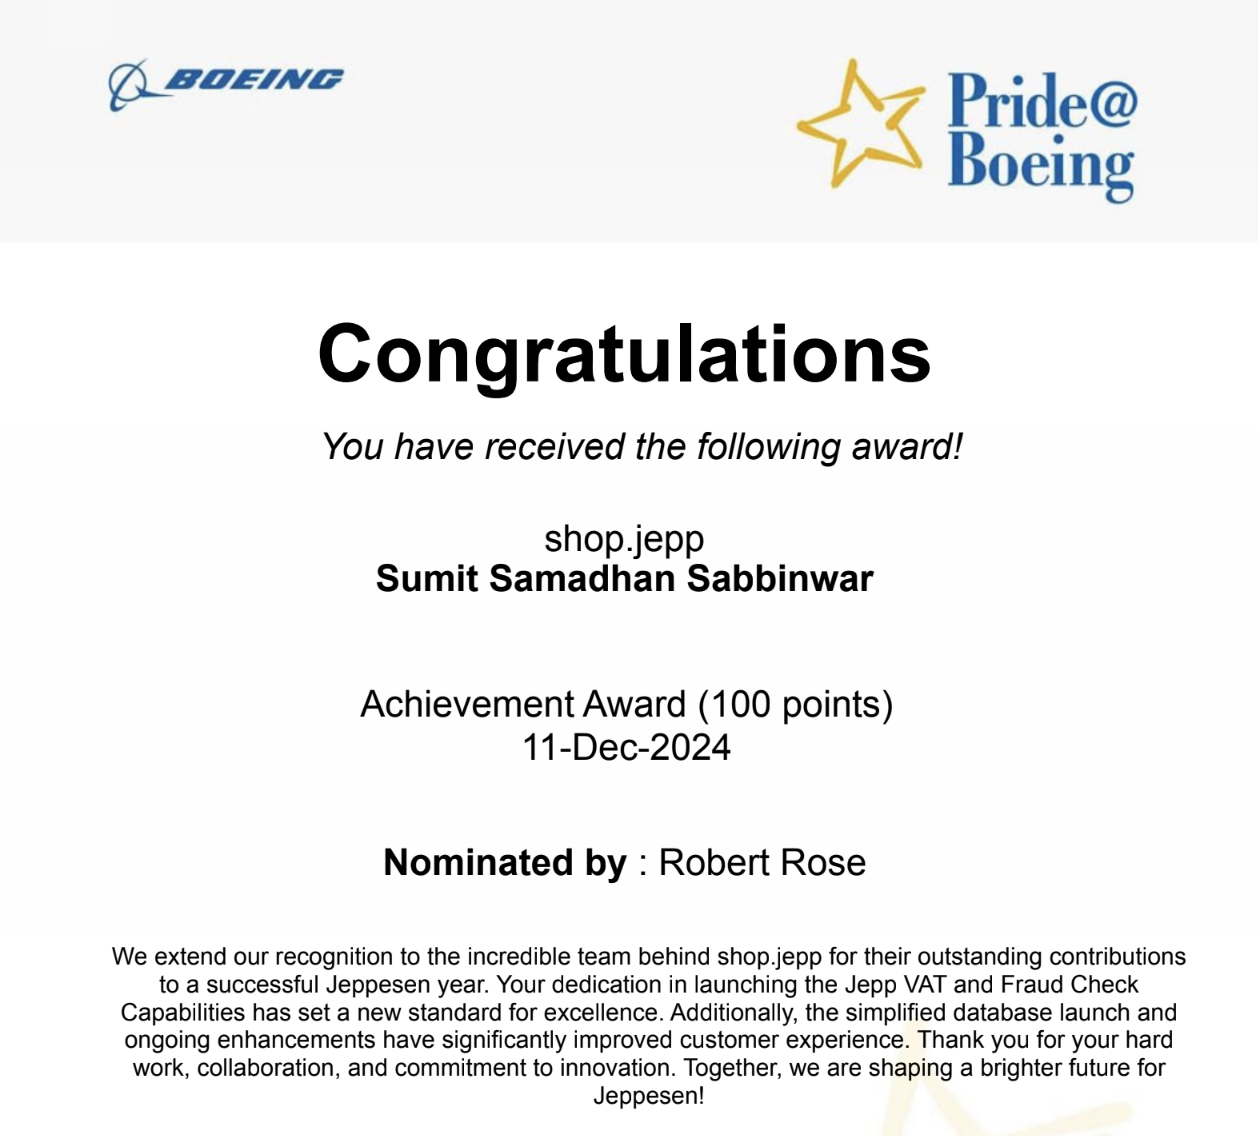 BOEING
Pride@
Boeing
Congratulations
You have received the following award!
shop.jepp
Sumit Samadhan Sabbinwar
Achievement Award (100 points)
11-Dec-2024
Nominated by : Robert Rose
We extend our recognition to the incredible team behind shop.jepp for their outstanding contributions
to a successful Jeppesen year. Your dedication in launching the Jepp VAT and Fraud Check
Capabilities has set a new standard for excellence. Additionally, the simplified database launch and
ongoing enhancements have significantly improved customer experience. Thank you for your hard
work, collaboration, and commitment to innovation. Together, we are shaping a brighter future for
Jeppesen!